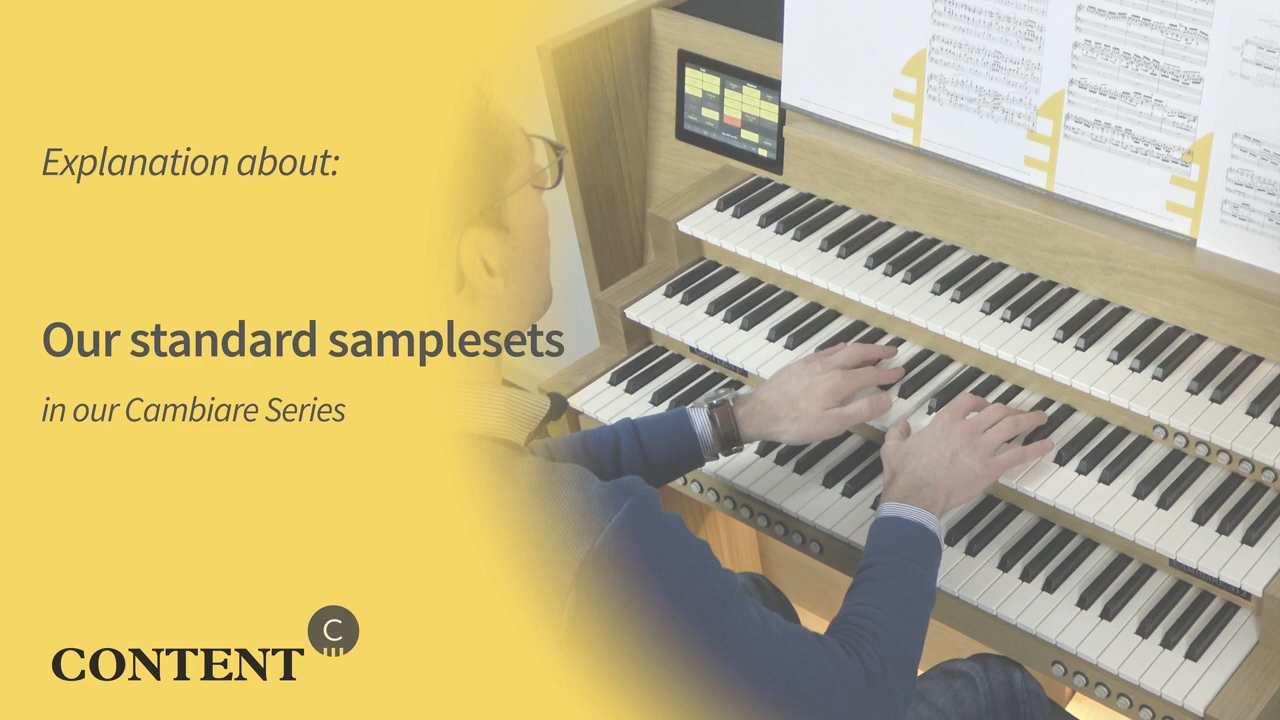 Explanation about:
Our standard samplesets
in our Cambiare Series
CONTENT
C